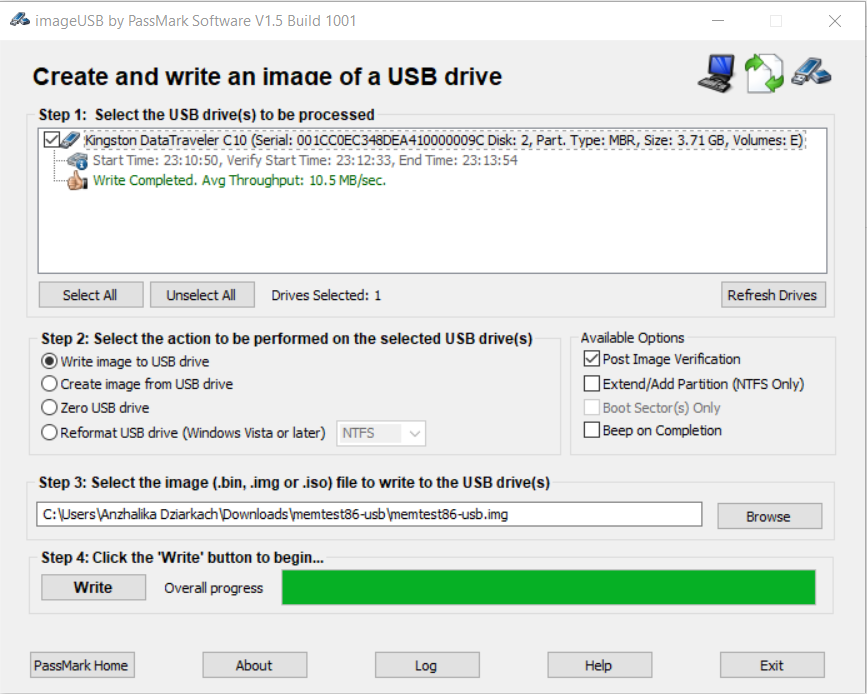 imageUSB by PassMark Software V1.5 Build 1001
Create and write an image of a USB drive
Step 1: Select the USB drive(s) to be processed
Kingston DataTraveler C10 (Serial: 001CC0EC348DEA410000009C Disk: 2, Part. Type: MBR, Size: 3.71 GB, Volumes: E)
Start Time: 23:10:50, Verify Start Time: 23:12:33, End Time: 23:13:54
Write Completed. Avg Throughput: 10.5 MB/sec.
Select All Unselect All Drives Selected: 1 Refresh Drives
Step 2: Select the action to be performed on the selected USB drive(s)
Write image to USB drive
Create image from USB drive
Zero USB drive
Reformat USB drive (Windows Vista or later) NTFS
Available Options
Post Image Verification
Extend/Add Partition (NTFS Only)
Boot Sector(s) Only
Beep on Completion
Step 3: Select the image (.bin, .img or .iso) file to write to the USB drive(s)
C:\Users\Anzhalika Dziarkach\Downloads\memtest86-usb\memtest86-usb.img Browse
Step 4: Click the 'Write' button to begin...
Write Overall progress
PassMark Home About Log Help Exit